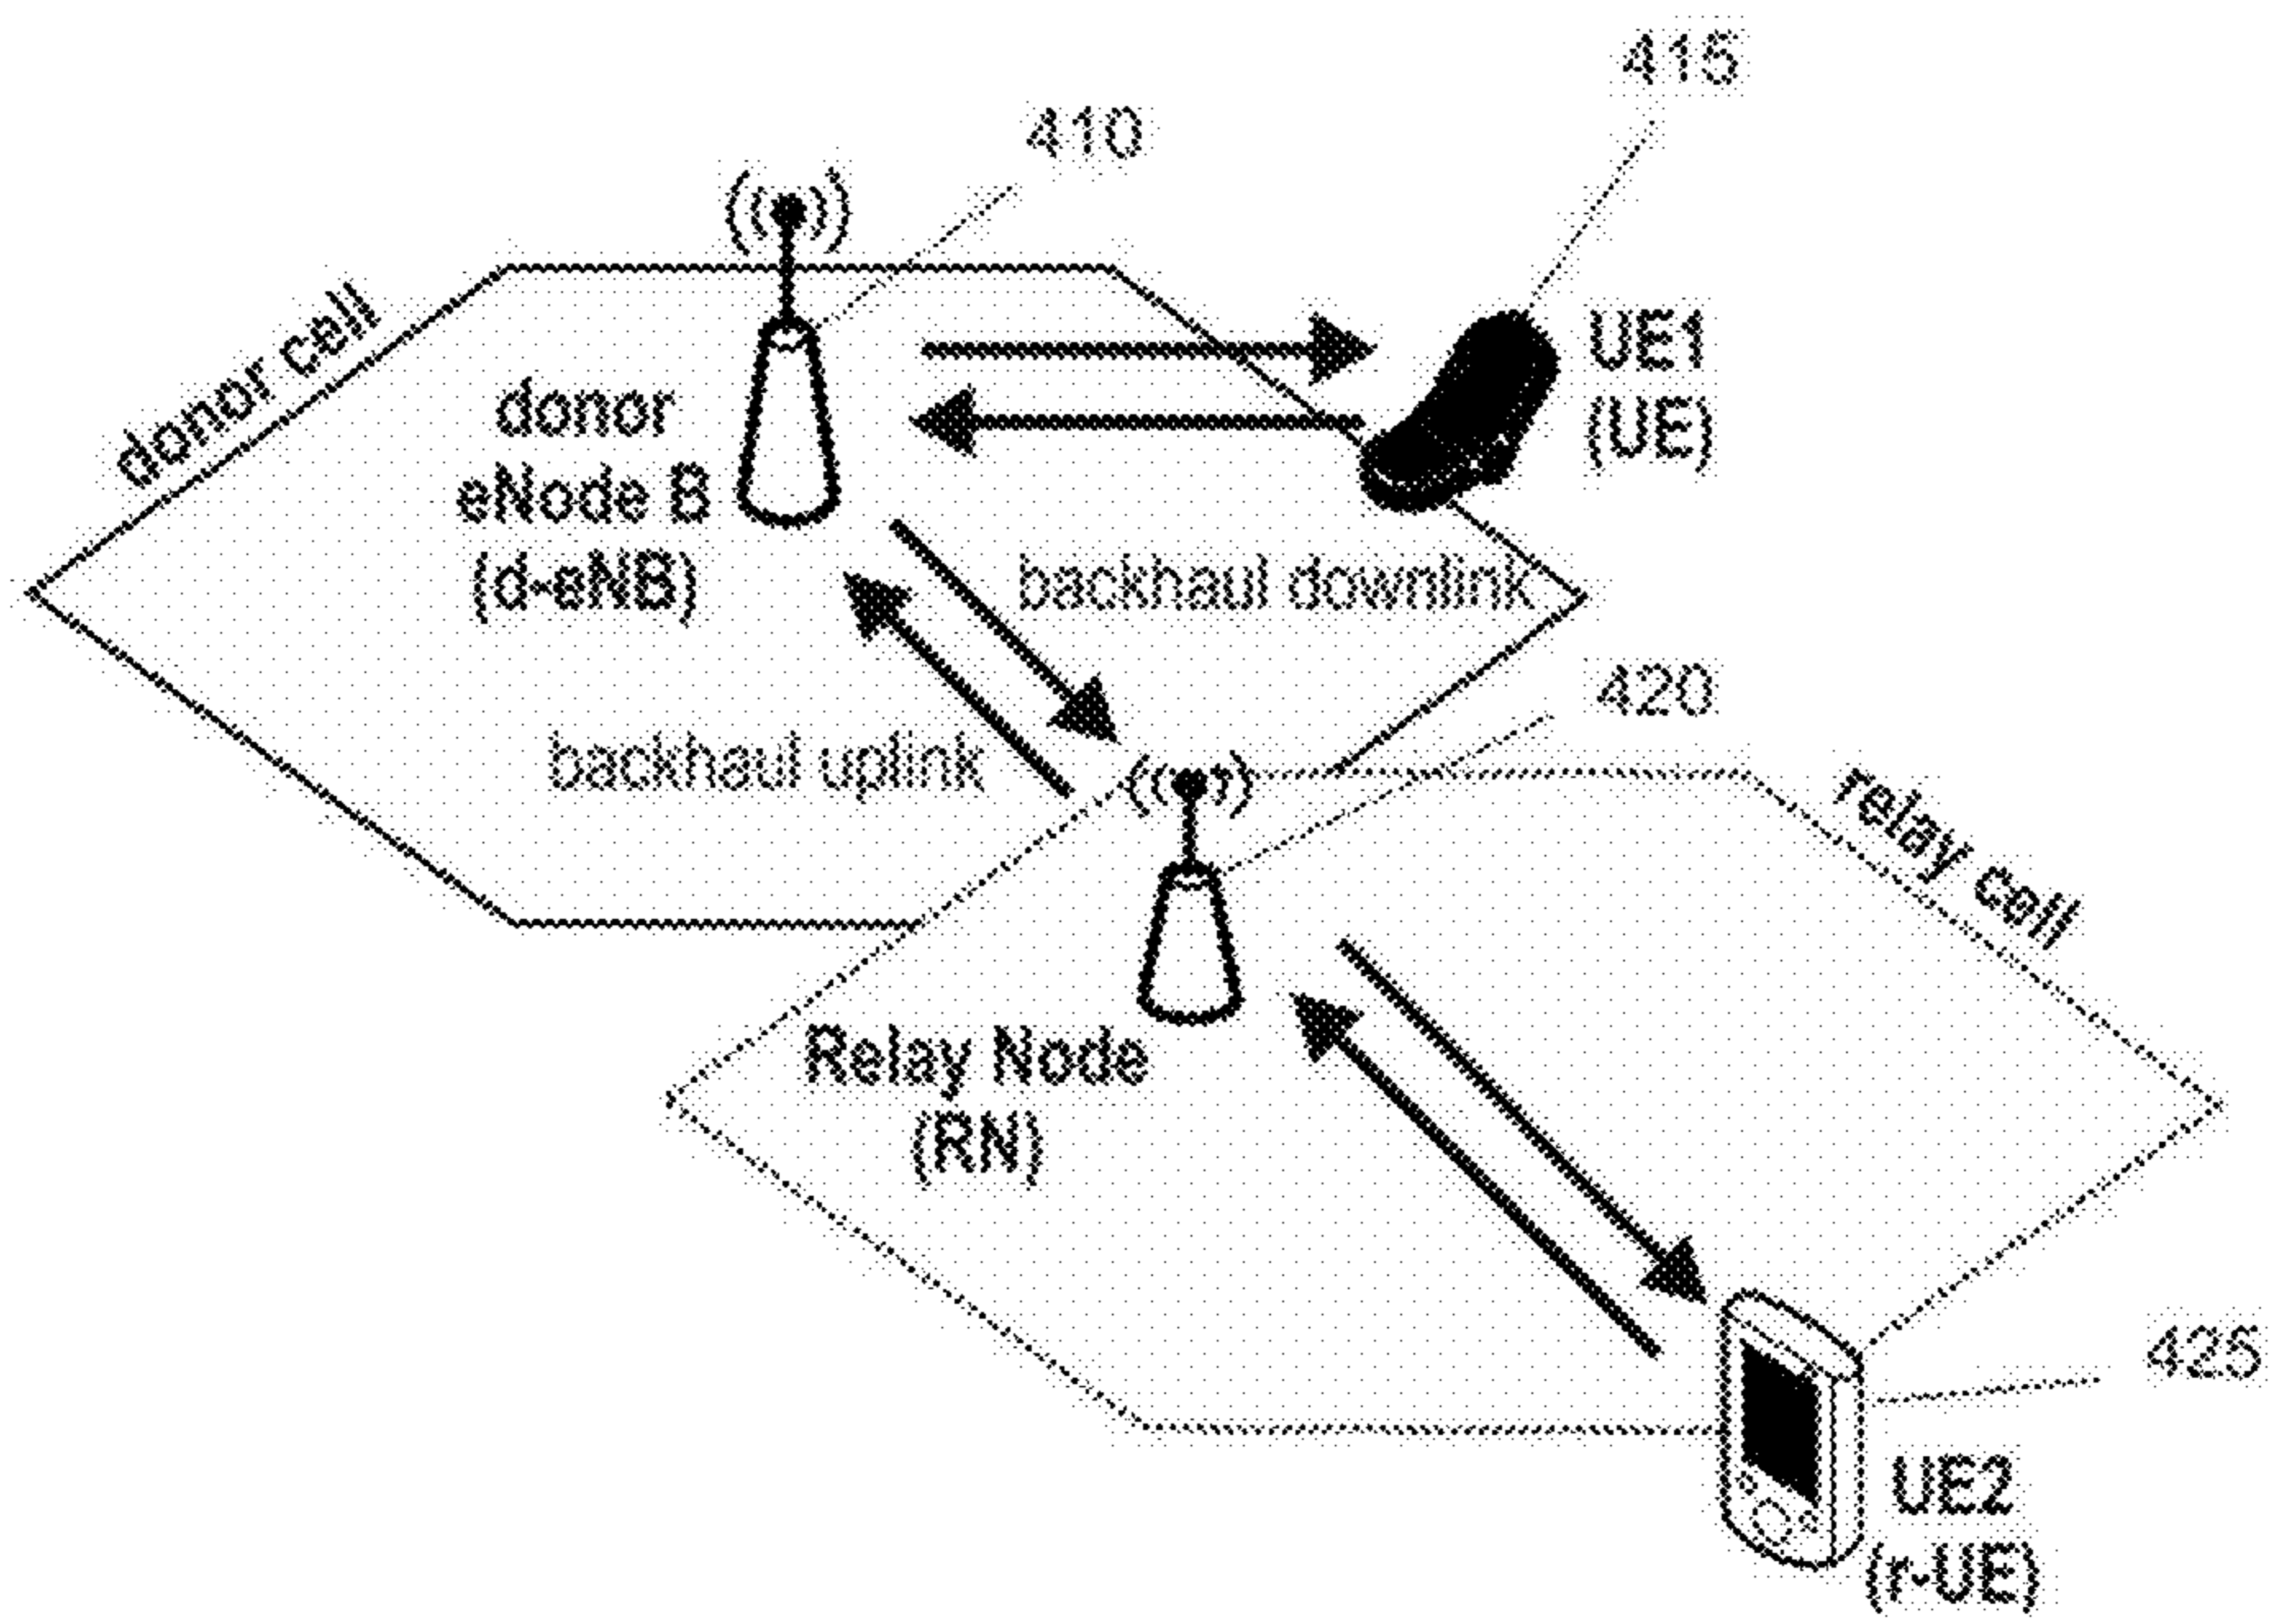 415
410
donor cell
UE1
(UE)
donor
eNode B
(d-eNB)
backhaul downlink
420
backhaul uplink
relay cell
Relay Node
(RN)
425
UE2
(r-UE)